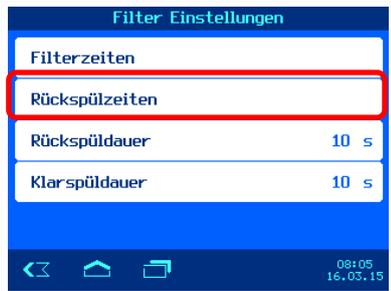 Filter Einstellungen
Filterzeiten
Rückspülzeiten
Rückspüldauer 10 s
Klarspüldauer 10 s
08:05
16.03.15